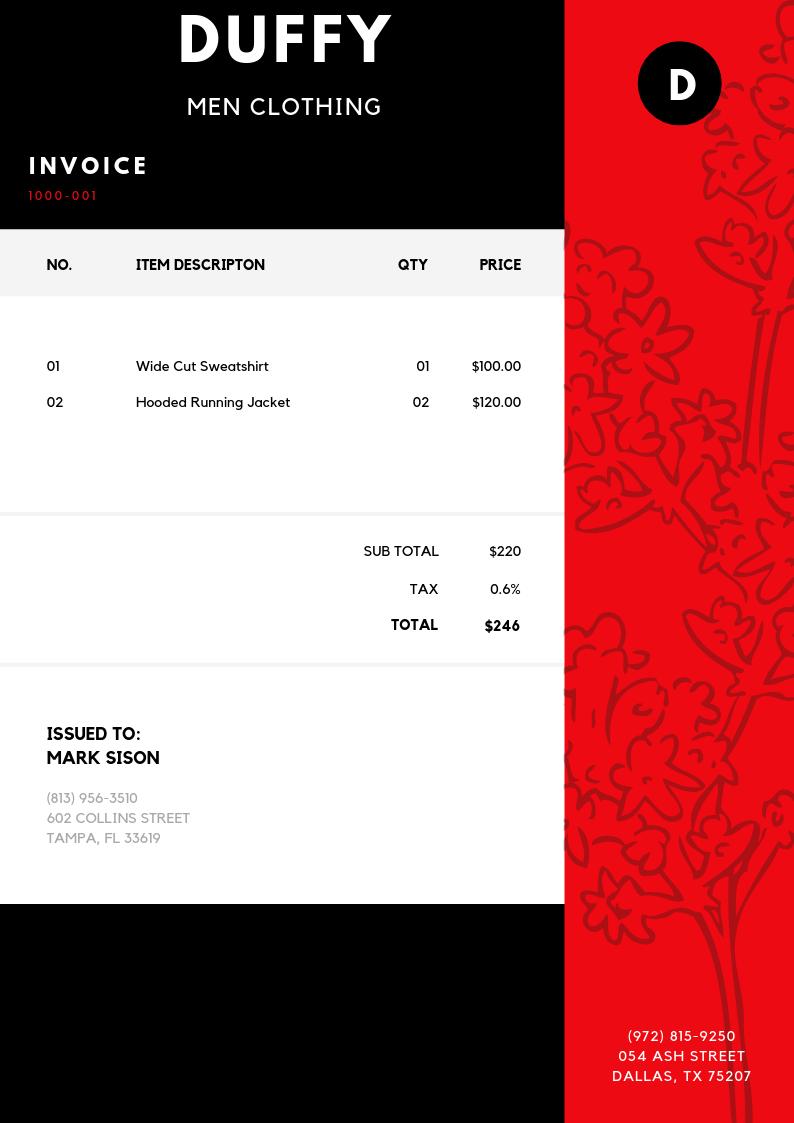 DUFFY
MEN CLOTHING
D
INVOICE
1000-001
NO. ITEM DESCRIPTON QTY PRICE
01 Wide Cut Sweatshirt 01 $100.00
02 Hooded Running Jacket 02 $120.00
SUB TOTAL $220
TAX 0.6%
TOTAL $246
ISSUED TO:
MARK SISON
(813) 956-3510
602 COLLINS STREET
TAMPA, FL 33619
(972) 815-9250
054 ASH STREET
DALLAS, TX 75207